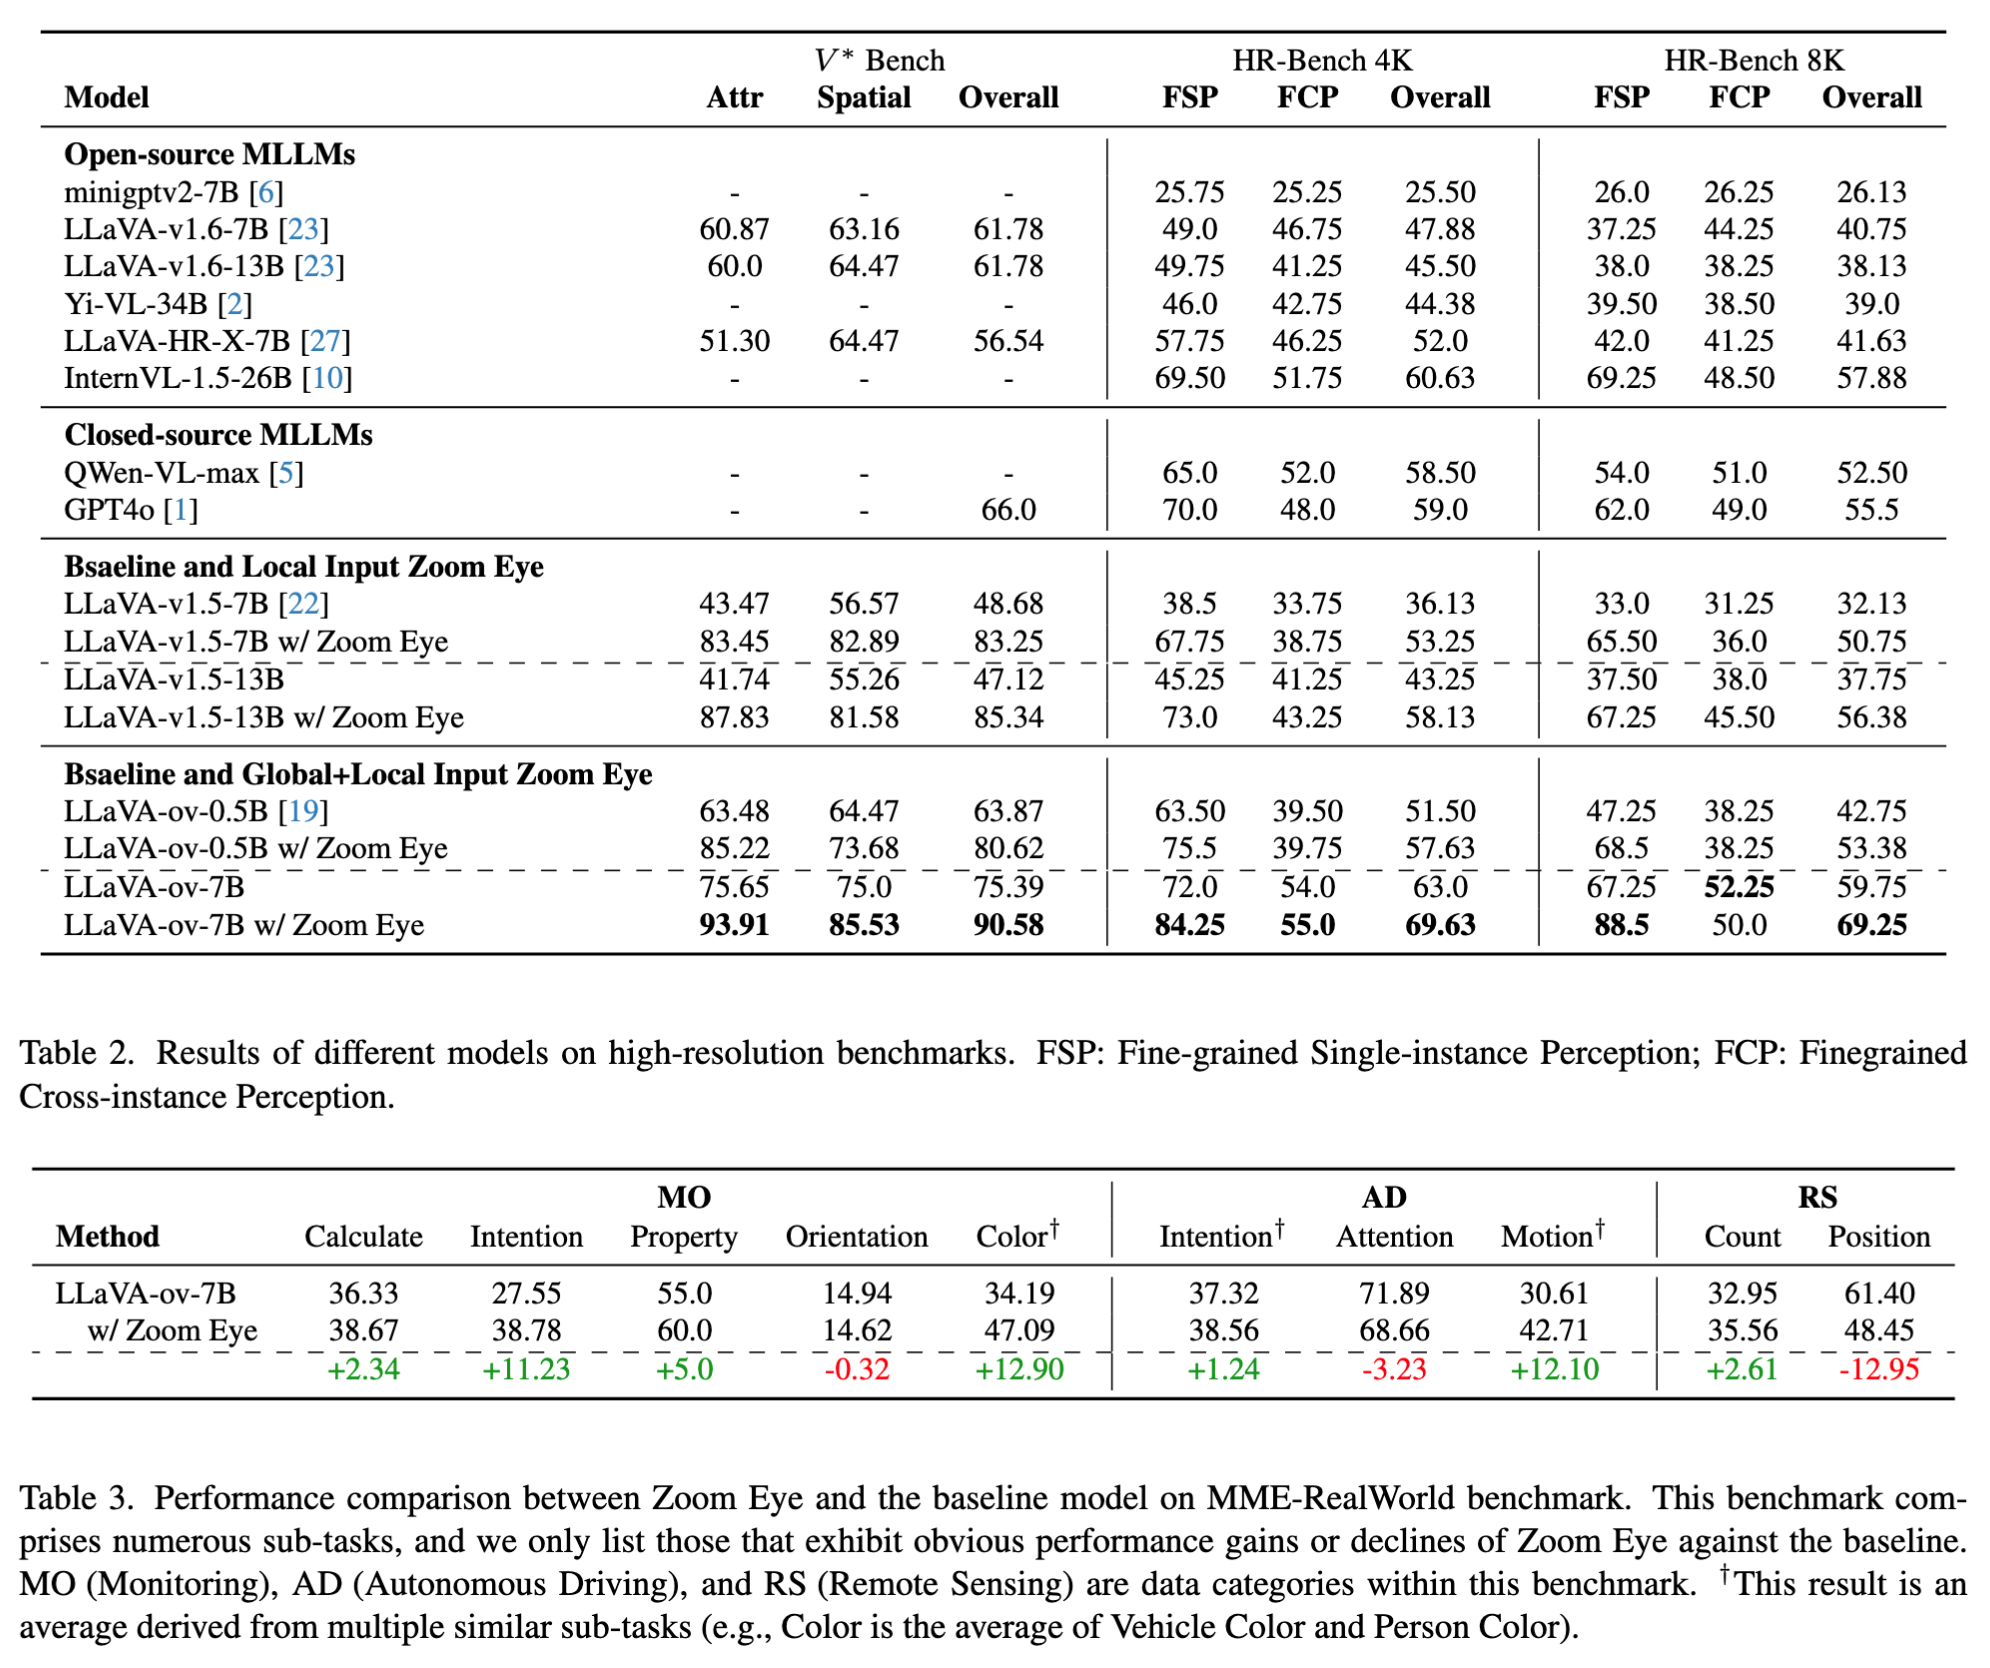 V* Bench HR-Bench 4K HR-Bench 8K
Model Attr Spatial Overall FSP FCP Overall FSP FCP Overall
Open-source MLLMs
minigptv2-7B [6] - - - 25.75 25.25 25.50 26.0 26.25 26.13
LLaVA-v1.6-7B [23] 60.87 63.16 61.78 49.0 46.75 47.88 37.25 44.25 40.75
LLaVA-v1.6-13B [23] 60.0 64.47 61.78 49.75 41.25 45.50 38.0 38.25 38.13
Yi-VL-34B [2] - - - 46.0 42.75 44.38 39.50 38.50 39.0
LLaVA-HR-X-7B [27] 51.30 64.47 56.54 57.75 46.25 52.0 42.0 41.25 41.63
InternVL-1.5-26B [10] - - - 69.50 51.75 60.63 69.25 48.50 57.88
Closed-source MLLMs
QWen-VL-max [5] - - - 65.0 52.0 58.50 54.0 51.0 52.50
GPT4o [1] - - 66.0 70.0 48.0 59.0 62.0 49.0 55.5
Bsaeline and Local Input Zoom Eye
LLaVA-v1.5-7B [22] 43.47 56.57 48.68 38.5 33.75 36.13 33.0 31.25 32.13
LLaVA-v1.5-7B w/ Zoom Eye 83.45 82.89 83.25 67.75 38.75 53.25 65.50 36.0 50.75
LLaVA-v1.5-13B 41.74 55.26 47.12 45.25 41.25 43.25 37.50 38.0 37.75
LLaVA-v1.5-13B w/ Zoom Eye 87.83 81.58 85.34 73.0 43.25 58.13 67.25 45.50 56.38
Bsaeline and Global+Local Input Zoom Eye
LLaVA-ov-0.5B [19] 63.48 64.47 63.87 63.50 39.50 51.50 47.25 38.25 42.75
LLaVA-ov-0.5B w/ Zoom Eye 85.22 73.68 80.62 75.5 39.75 57.63 68.5 38.25 53.38
LLaVA-ov-7B 75.65 75.0 75.39 72.0 54.0 63.0 67.25 52.25 59.75
LLaVA-ov-7B w/ Zoom Eye 93.91 85.53 90.58 84.25 55.0 69.63 88.5 50.0 69.25
Table 2. Results of different models on high-resolution benchmarks. FSP: Fine-grained Single-instance Perception; FCP: Finegrained
Cross-instance Perception.
MO AD RS
Method Calculate Intention Property Orientation Color† Intention† Attention Motion† Count Position
LLaVA-ov-7B 36.33 27.55 55.0 14.94 34.19 37.32 71.89 30.61 32.95 61.40
w/ Zoom Eye 38.67 38.78 60.0 14.62 47.09 38.56 68.66 42.71 35.56 48.45
+2.34 +11.23 +5.0 -0.32 +12.90 +1.24 -3.23 +12.10 +2.61 -12.95
Table 3. Performance comparison between Zoom Eye and the baseline model on MME-RealWorld benchmark. This benchmark com-
prises numerous sub-tasks, and we only list those that exhibit obvious performance gains or declines of Zoom Eye against the baseline.
MO (Monitoring), AD (Autonomous Driving), and RS (Remote Sensing) are data categories within this benchmark. †This result is an
average derived from multiple similar sub-tasks (e.g., Color is the average of Vehicle Color and Person Color).